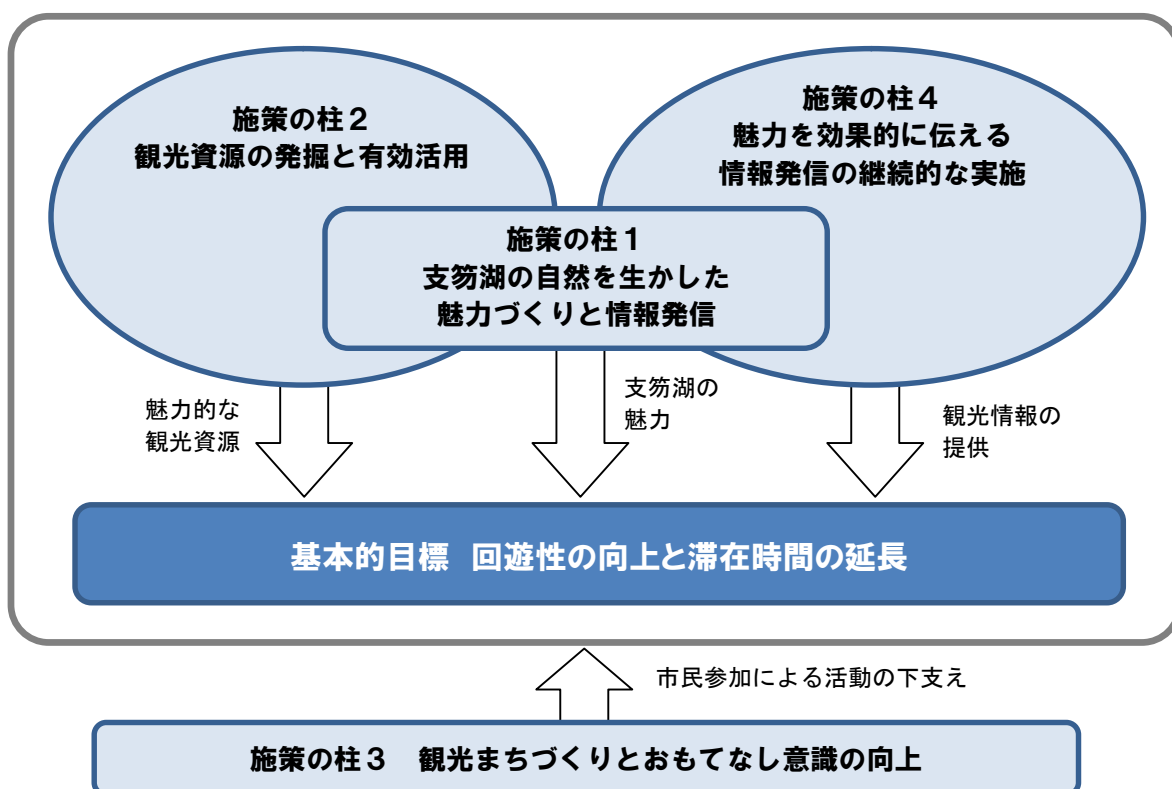 施策の柱２
観光資源の発掘と有効活用
施策の柱４
魅力を効果的に伝える
情報発信の継続的な実施
施策の柱１
支笏湖の自然を生かした
魅力づくりと情報発信
魅力的な
観光資源
支笏湖の
魅力
観光情報の
提供
基本的目標 回遊性の向上と滞在時間の延長
市民参加による活動の下支え
施策の柱３　観光まちづくりとおもてなし意識の向上